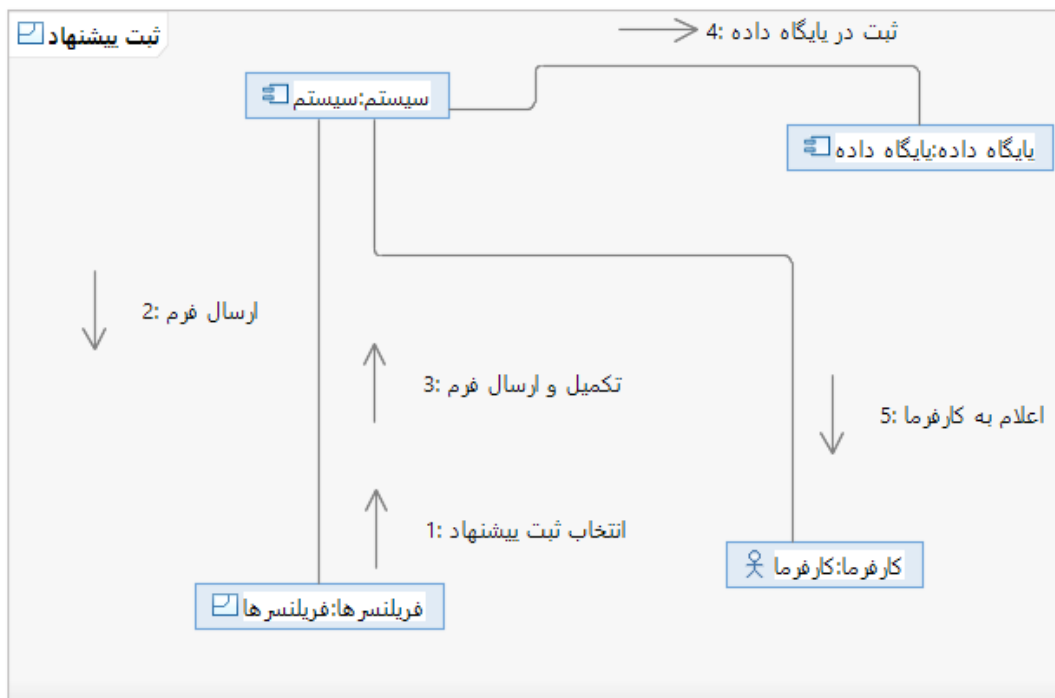 ثبت پیشنهاد
4: ثبت در پایگاه داده
سیستم:سیستم
پایگاه داده:پایگاه داده
2: ارسال فرم
3: تکمیل و ارسال فرم
5: اعلام به کارفرما
1: انتخاب ثبت پیشنهاد
کارفرما:کارفرما
فریلنسرها:فریلنسرها